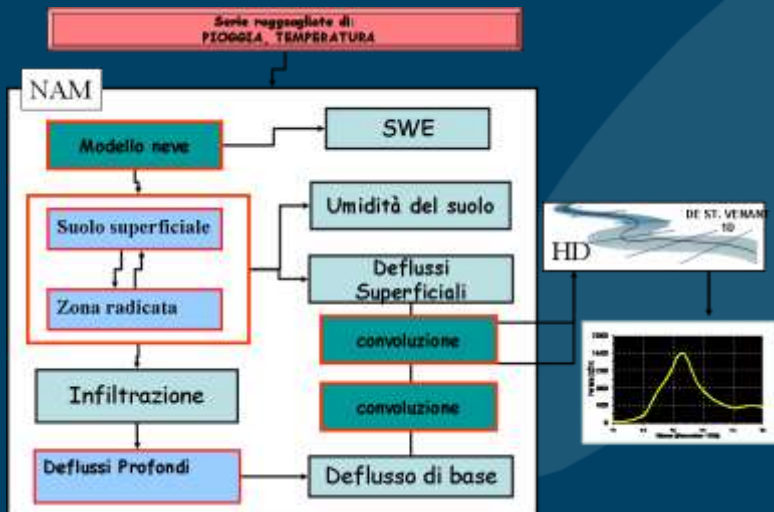 Serie ragguagliate di:
PIOGGIA, TEMPERATURA
NAM
Modello neve
SWE
Suolo superficiale
Zona radicata
Umidità del suolo
Deflussi
Superficiali
DE ST. VENANT
1D
HD
convoluzione
convoluzione
Infiltrazione
Deflussi Profondi
Deflusso di base